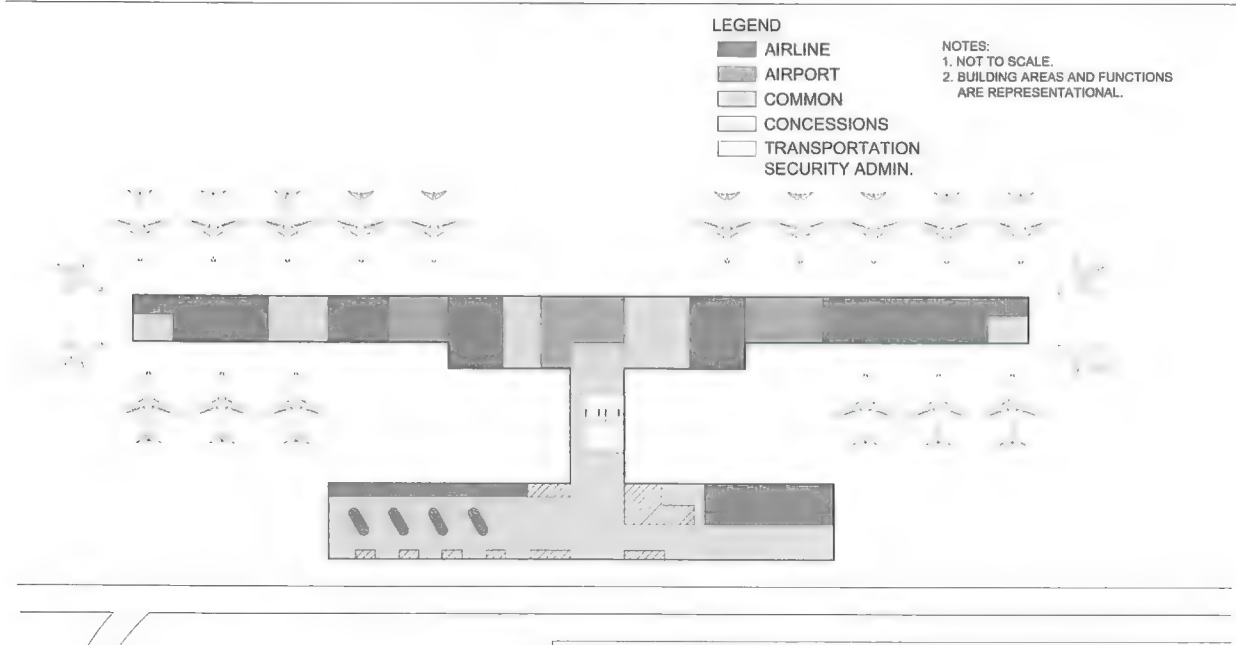 LEGEND
AIRLINE
AIRPORT
COMMON
CONCESSIONS
TRANSPORTATION
SECURITY ADMIN.
NOTES:
1. NOT TO SCALE.
2. BUILDING AREAS AND FUNCTIONS
ARE REPRESENTATIONAL.